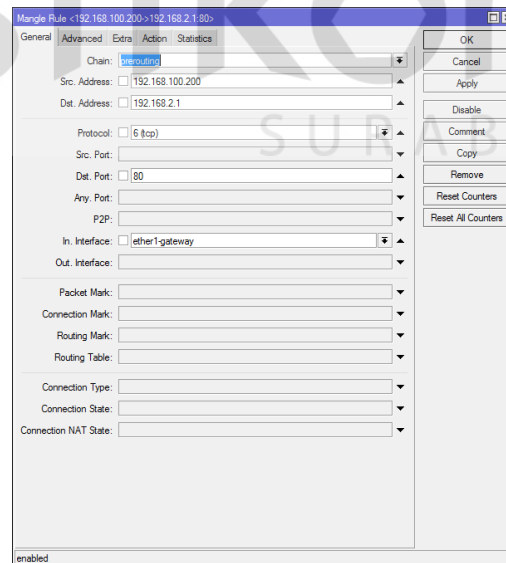 Mangle Rule <192.168.100.200->192.168.2.1:80>
General Advanced Extra Action Statistics
Chain: prerouting
Src. Address: 192.168.100.200
Dst. Address: 192.168.2.1
Protocol: 6 (tcp)
Src. Port:
Dst. Port: 80
Any. Port:
P2P:
In. Interface: ether1-gateway
Out. Interface:
Packet Mark:
Connection Mark:
Routing Mark:
Routing Table:
Connection Type:
Connection State:
Connection NAT State:
enabled
OK
Cancel
Apply
Disable
Comment
Copy
Remove
Reset Counters
Reset All Counters
SURAB